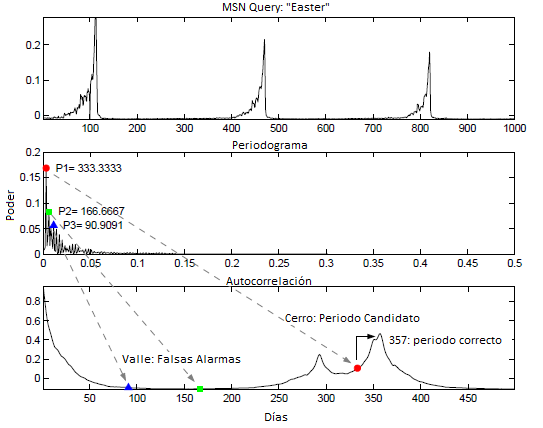 MSN Query: "Easter"
0.2
0.1
0
100 200 300 400 500 600 700 800 900 1000
Periodograma
0.2
0.15
0.1
0.05
0
Poder
P1= 333.3333
P2= 166.6667
P3= 90.9091
0 0.05 0.1 0.15 0.2 0.25 0.3 0.35 0.4 0.45 0.5
Autocorrelación
0.8
0.6
0.4
0.2
0
Cerro: Periodo Candidato
357: periodo correcto
Valle: Falsas Alarmas
50 100 150 200 250 300 350 400 450
Días